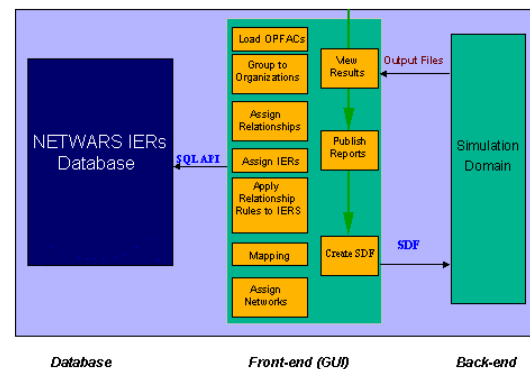 NETWARS IERs
Database
SQL API
Load OPFACs
Group to
Organizations
Assign
Relationships
Assign IERs
Apply
Relationship
Rules to IERS
Mapping
Assign
Networks
View
Results
Publish
Reports
Create SDF
Output Files
SDF
Simulation
Domain
Database
Front-end (GUI)
Back-end